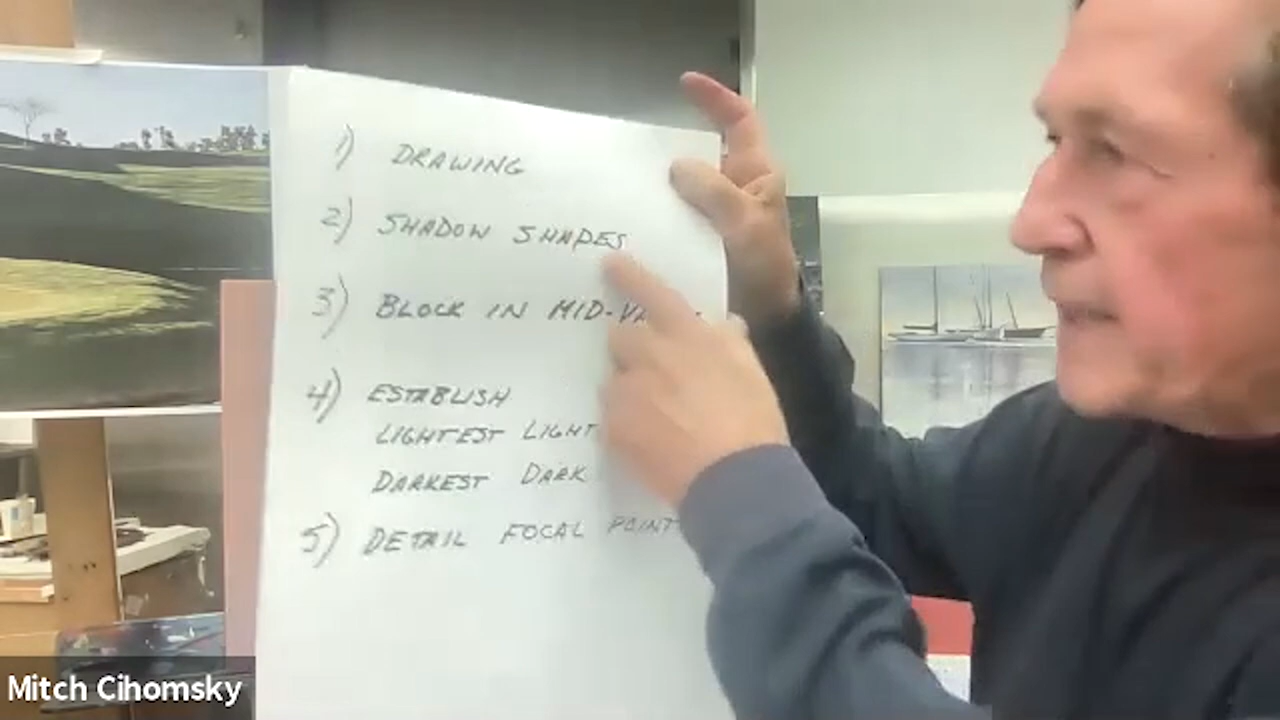 1) DRAWING
2) SHADOW SHAPES
3) BLOCK IN
4) ESTABLISH
LIGHTEST LIGHT
DARKEST DARK
5) DETAIL FOCAL POINT
Mitch Cihomsky